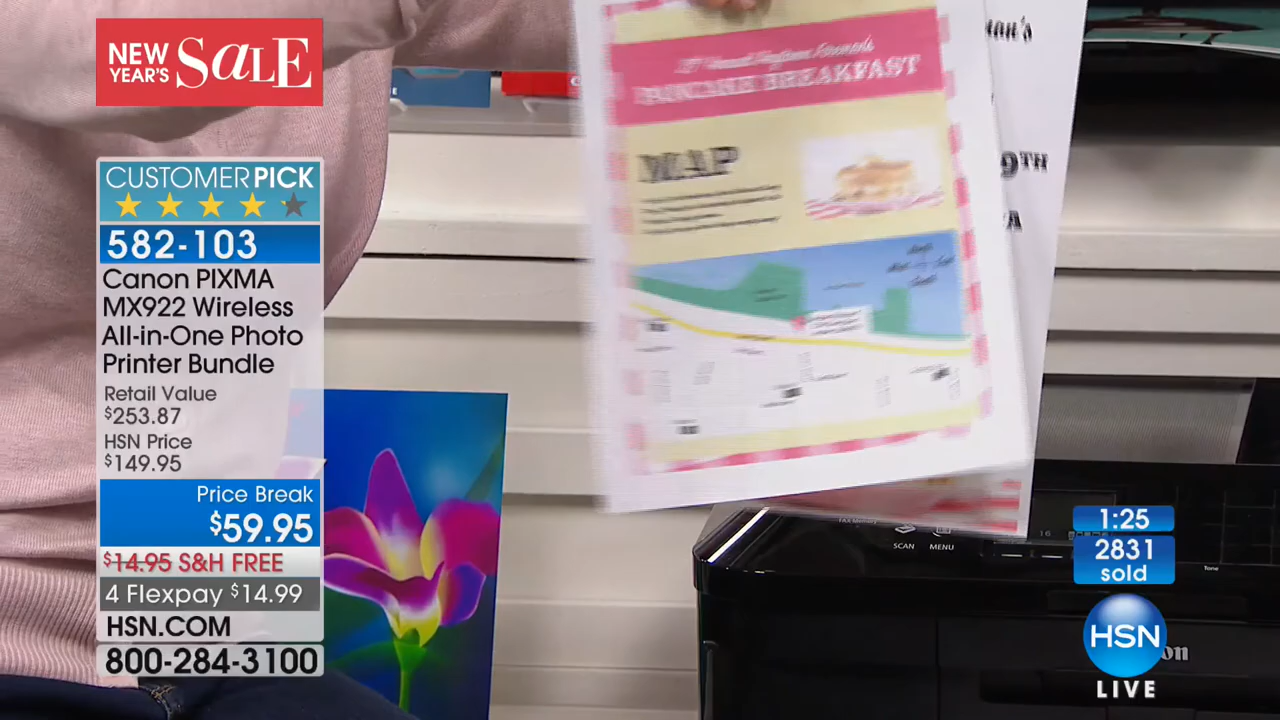 NEW
YEAR'S
SALE
CUSTOMER PICK
582-103
Canon PIXMA
MX922 Wireless
All-in-One Photo
Printer Bundle
Retail Value
$253.87
HSN Price
$149.95
Price Break
$59.95
$14.95 S&H FREE
4 Flexpay $14.99
HSN.COM
800-284-3100
PANCAKE BREAKFAST
MAP
9TH
SCAN
MENU
Tone
1:25
2831
sold
HSN
LIVE